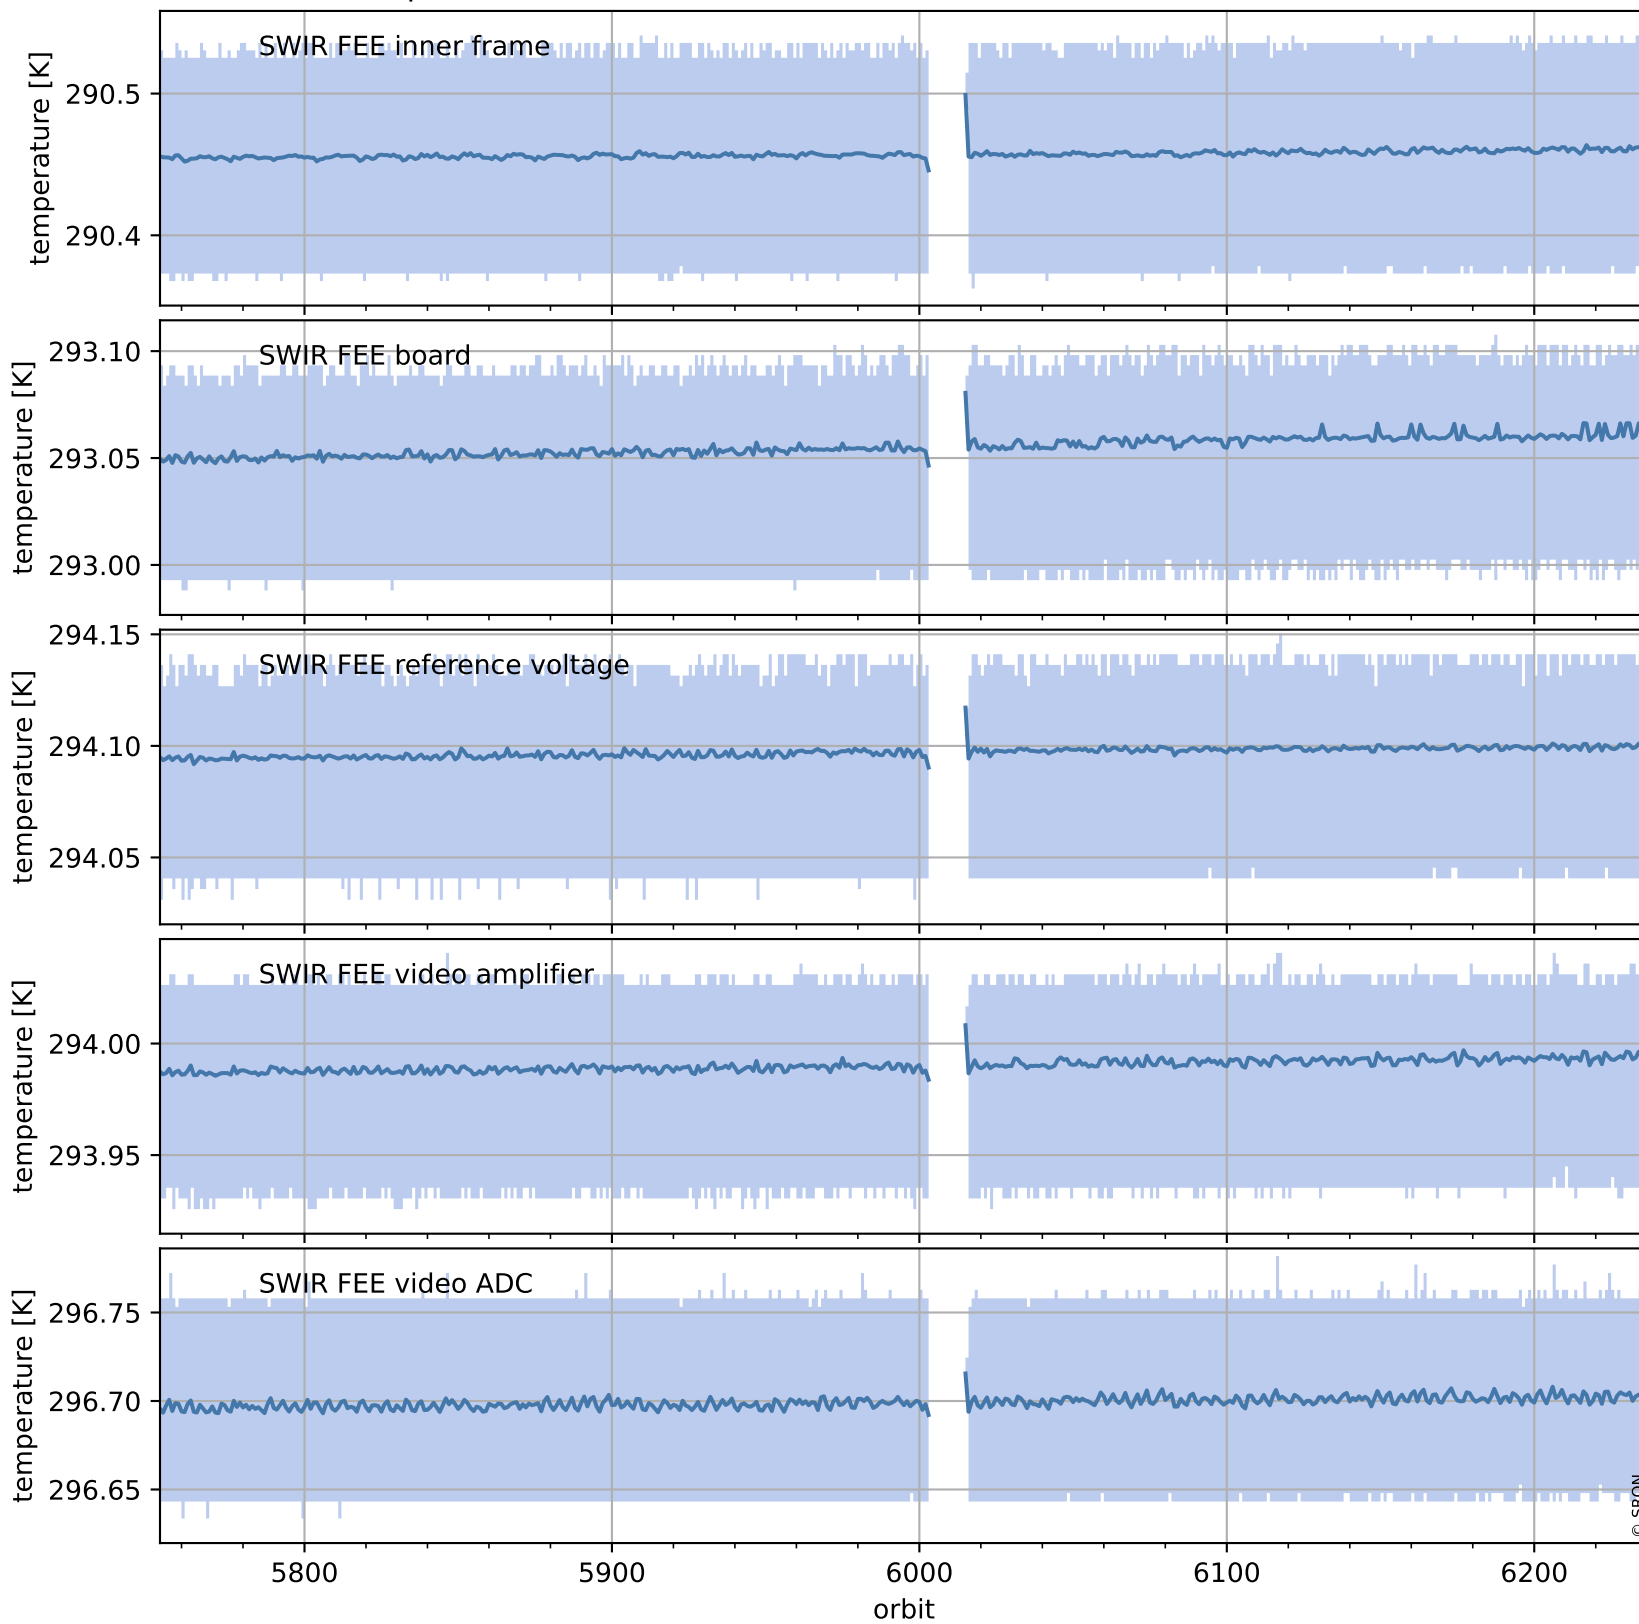 SWIR FEE inner frame
temperature [K]
290.5
290.4
SWIR FEE board
temperature [K]
293.10
293.05
293.00
SWIR FEE reference voltage
temperature [K]
294.15
294.10
294.05
SWIR FEE video amplifier
temperature [K]
294.00
293.95
SWIR FEE video ADC
temperature [K]
296.75
296.70
296.65
5800 5900 6000 6100 6200
orbit
© SRON